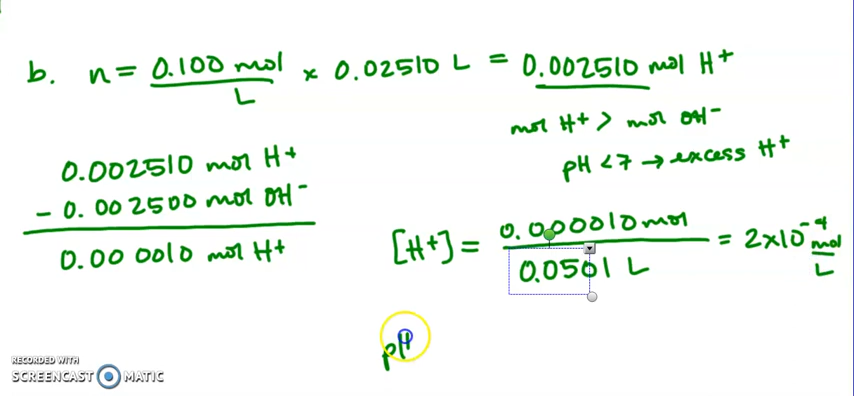 b. n = 0.100 mol/L × 0.02510 L = 0.002510 mol H+
mol H+ > mol OH-
pH < 7 → excess H+
0.002510 mol H+
- 0.002500 mol OH-
0.000010 mol H+
[H+] = 0.000010 mol / 0.0501 L = 2 × 10^-4 mol/L
pH
RECORDED WITH
SCREENCAST-O-MATIC